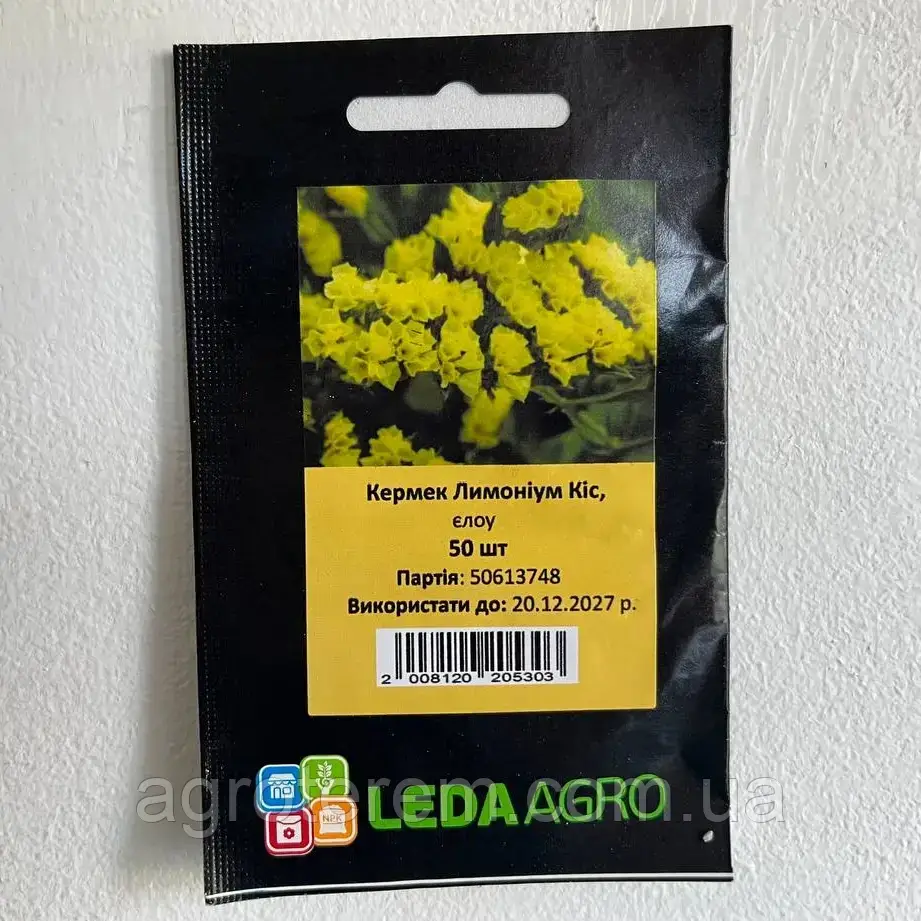 Кермек Лимоніум Кіс,
єлоу
50 шт
Партія: 50613748
Використати до: 20.12.2027 р.
2 008120 205303
NPK
LEDA AGRO
agroterem.com.ua